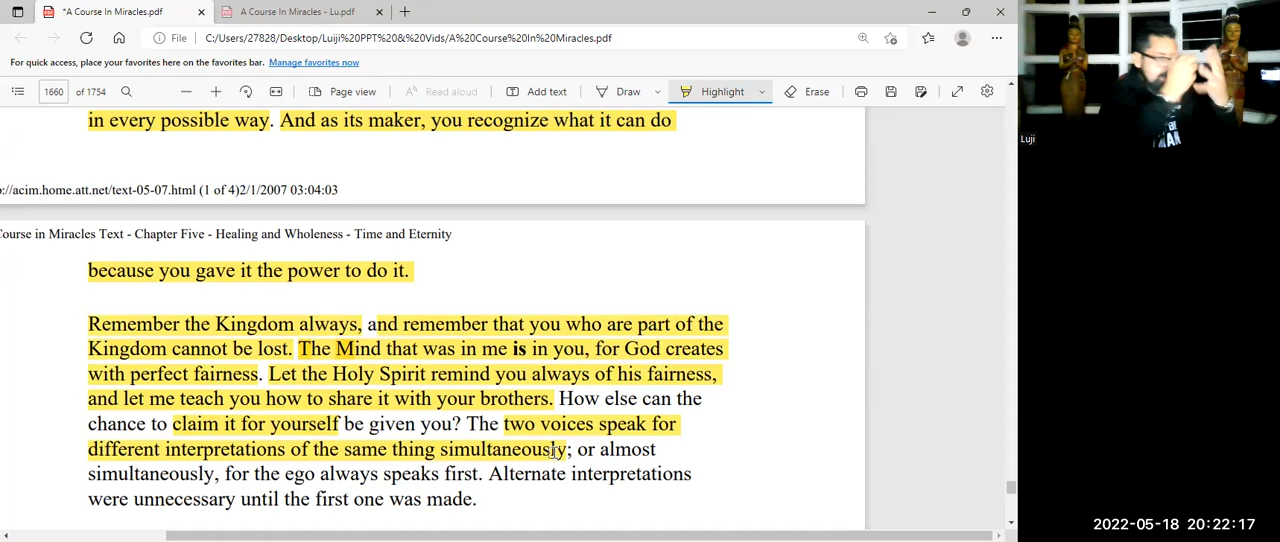 *A Course In Miracles.pdf
A Course In Miracles - Lu.pdf
File
C:/Users/27828/Desktop/Luiji%20PPT%20&%20Vids/A%20Course%20In%20Miracles.pdf
For quick access, place your favorites here on the favorites bar. Manage favorites now
1660 of 1754
Page view
Read aloud
Add text
Draw
Highlight
Erase
in every possible way. And as its maker, you recognize what it can do
://acim.home.att.net/text-05-07.html (1 of 4)2/1/2007 03:04:03
Course in Miracles Text - Chapter Five - Healing and Wholeness - Time and Eternity
because you gave it the power to do it.
Remember the Kingdom always, and remember that you who are part of the
Kingdom cannot be lost. The Mind that was in me is in you, for God creates
with perfect fairness. Let the Holy Spirit remind you always of his fairness,
and let me teach you how to share it with your brothers. How else can the
chance to claim it for yourself be given you? The two voices speak for
different interpretations of the same thing simultaneously; or almost
simultaneously, for the ego always speaks first. Alternate interpretations
were unnecessary until the first one was made.
Luji
2022-05-18 20:22:17